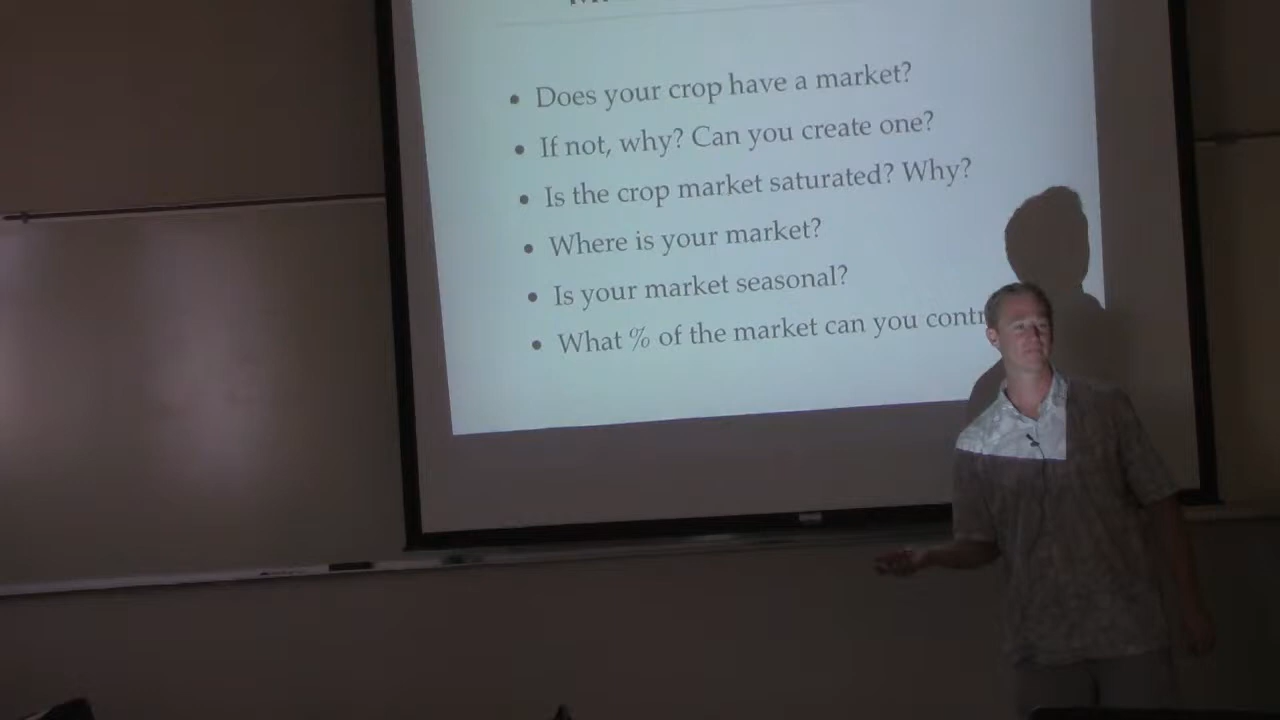 • Does your crop have a market?
• If not, why? Can you create one?
• Is the crop market saturated? Why?
• Where is your market?
• Is your market seasonal?
• What % of the market can you contr